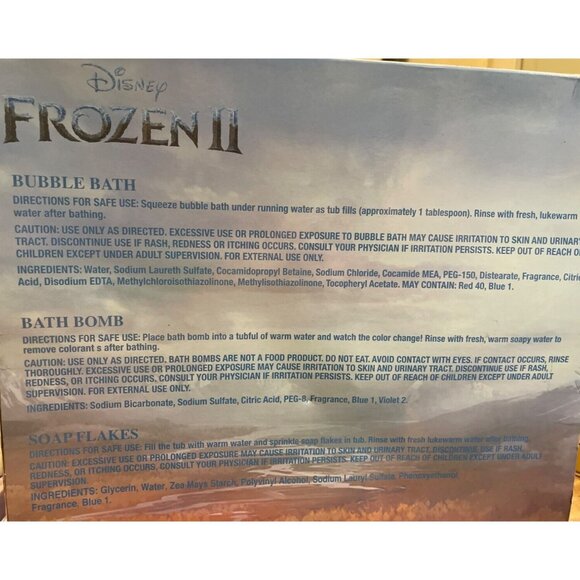 Disney
FROZEN II
BUBBLE BATH
DIRECTIONS FOR SAFE USE: Squeeze bubble bath under running water as tub fills (approximately 1 tablespoon). Rinse with fresh, lukewarm
water after bathing.
CAUTION: USE ONLY AS DIRECTED. EXCESSIVE USE OR PROLONGED EXPOSURE TO BUBBLE BATH MAY CAUSE IRRITATION TO SKIN AND URINARY
TRACT. DISCONTINUE USE IF RASH, REDNESS OR ITCHING OCCURS. CONSULT YOUR PHYSICIAN IF IRRITATION PERSISTS. KEEP OUT OF REACH OF
CHILDREN EXCEPT UNDER ADULT SUPERVISION. FOR EXTERNAL USE ONLY.
INGREDIENTS: Water, Sodium Laureth Sulfate, Cocamidopropyl Betaine, Sodium Chloride, Cocamide MEA, PEG-150, Distearate, Fragrance, Citric
Acid, Disodium EDTA, Methylchloroisothiazolinone, Methylisothiazolinone, Tocopheryl Acetate. MAY CONTAIN: Red 40, Blue 1.
BATH BOMB
DIRECTIONS FOR SAFE USE: Place bath bomb into a tubful of warm water and watch the color change! Rinse with fresh, warm soapy water to
remove colorant s after bathing.
CAUTION: USE ONLY AS DIRECTED. BATH BOMBS ARE NOT A FOOD PRODUCT. DO NOT EAT. AVOID CONTACT WITH EYES. IF CONTACT OCCURS, RINSE
THOROUGHLY. EXCESSIVE USE OR PROLONGED EXPOSURE MAY CAUSE IRRITATION TO SKIN AND URINARY TRACT. DISCONTINUE USE IF RASH,
REDNESS, OR ITCHING OCCURS, CONSULT YOUR PHYSICIAN IF IRRITATION PERSISTS. KEEP OUT OF REACH OF CHILDREN EXCEPT UNDER ADULT
SUPERVISION. FOR EXTERNAL USE ONLY.
INGREDIENTS: Sodium Bicarbonate, Sodium Sulfate, Citric Acid, PEG-8, Fragrance, Blue 1, Violet 2.
SOAP FLAKES
DIRECTIONS FOR SAFE USE: Fill the tub with warm water and sprinkle soap flakes in tub. Rinse with fresh lukewarm water after bathing.
CAUTION: EXCESSIVE USE OR PROLONGED EXPOSURE MAY CAUSE IRRITATION TO SKIN AND URINARY TRACT. DISCONTINUE USE IF RASH,
REDNESS, OR ITCHING OCCURS, CONSULT YOUR PHYSICIAN IF IRRITATION PERSISTS. KEEP OUT OF REACH OF CHILDREN EXCEPT UNDER ADULT
SUPERVISION.
INGREDIENTS: Glycerin, Water, Zea Mays Starch, Polyvinyl Alcohol, Sodium Lauryl Sulfate, Phenoxyethanol,
Fragrance, Blue 1.